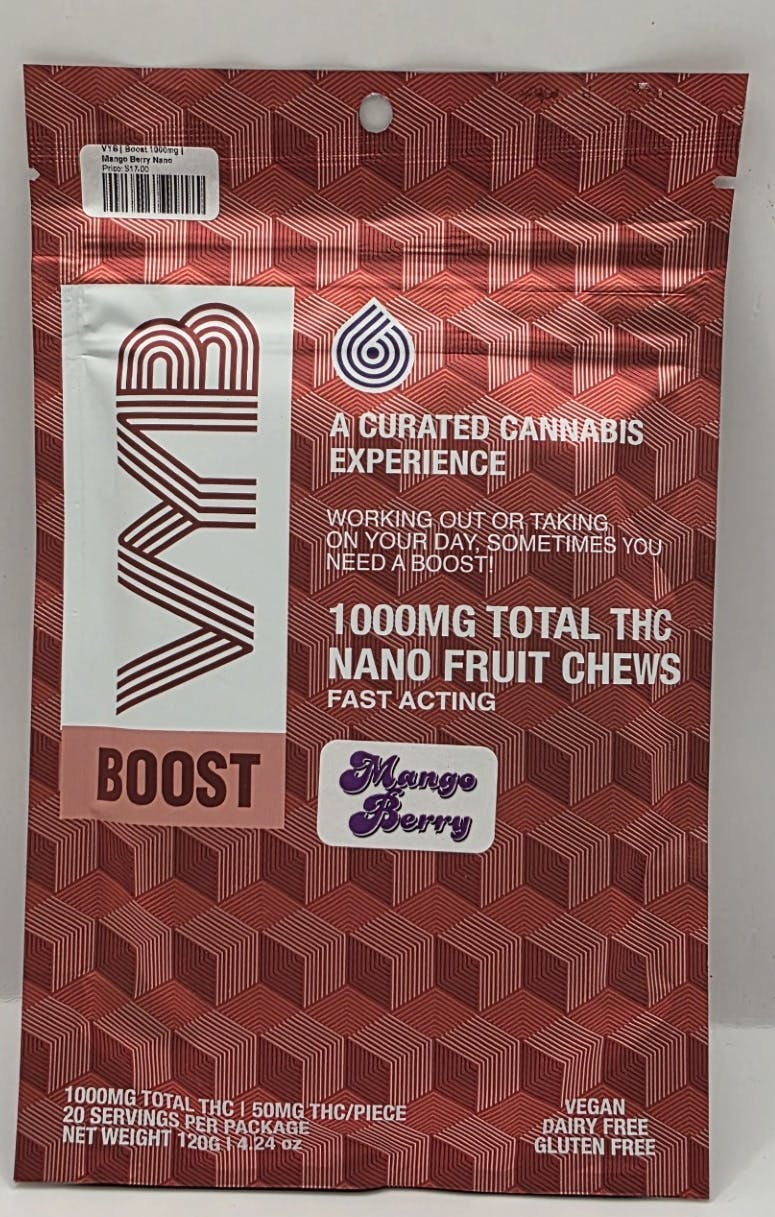 VYB | Boost 1000mg |
Mango Berry Nano
Price: $17.00
VYB
BOOST
A CURATED CANNABIS
EXPERIENCE
WORKING OUT OR TAKING
ON YOUR DAY, SOMETIMES YOU
NEED A BOOST!
1000MG TOTAL THC
NANO FRUIT CHEWS
FAST ACTING
Mango
Berry
1000MG TOTAL THC | 50MG THC/PIECE
20 SERVINGS PER PACKAGE
NET WEIGHT 120G | 4.24 oz
VEGAN
DAIRY FREE
GLUTEN FREE